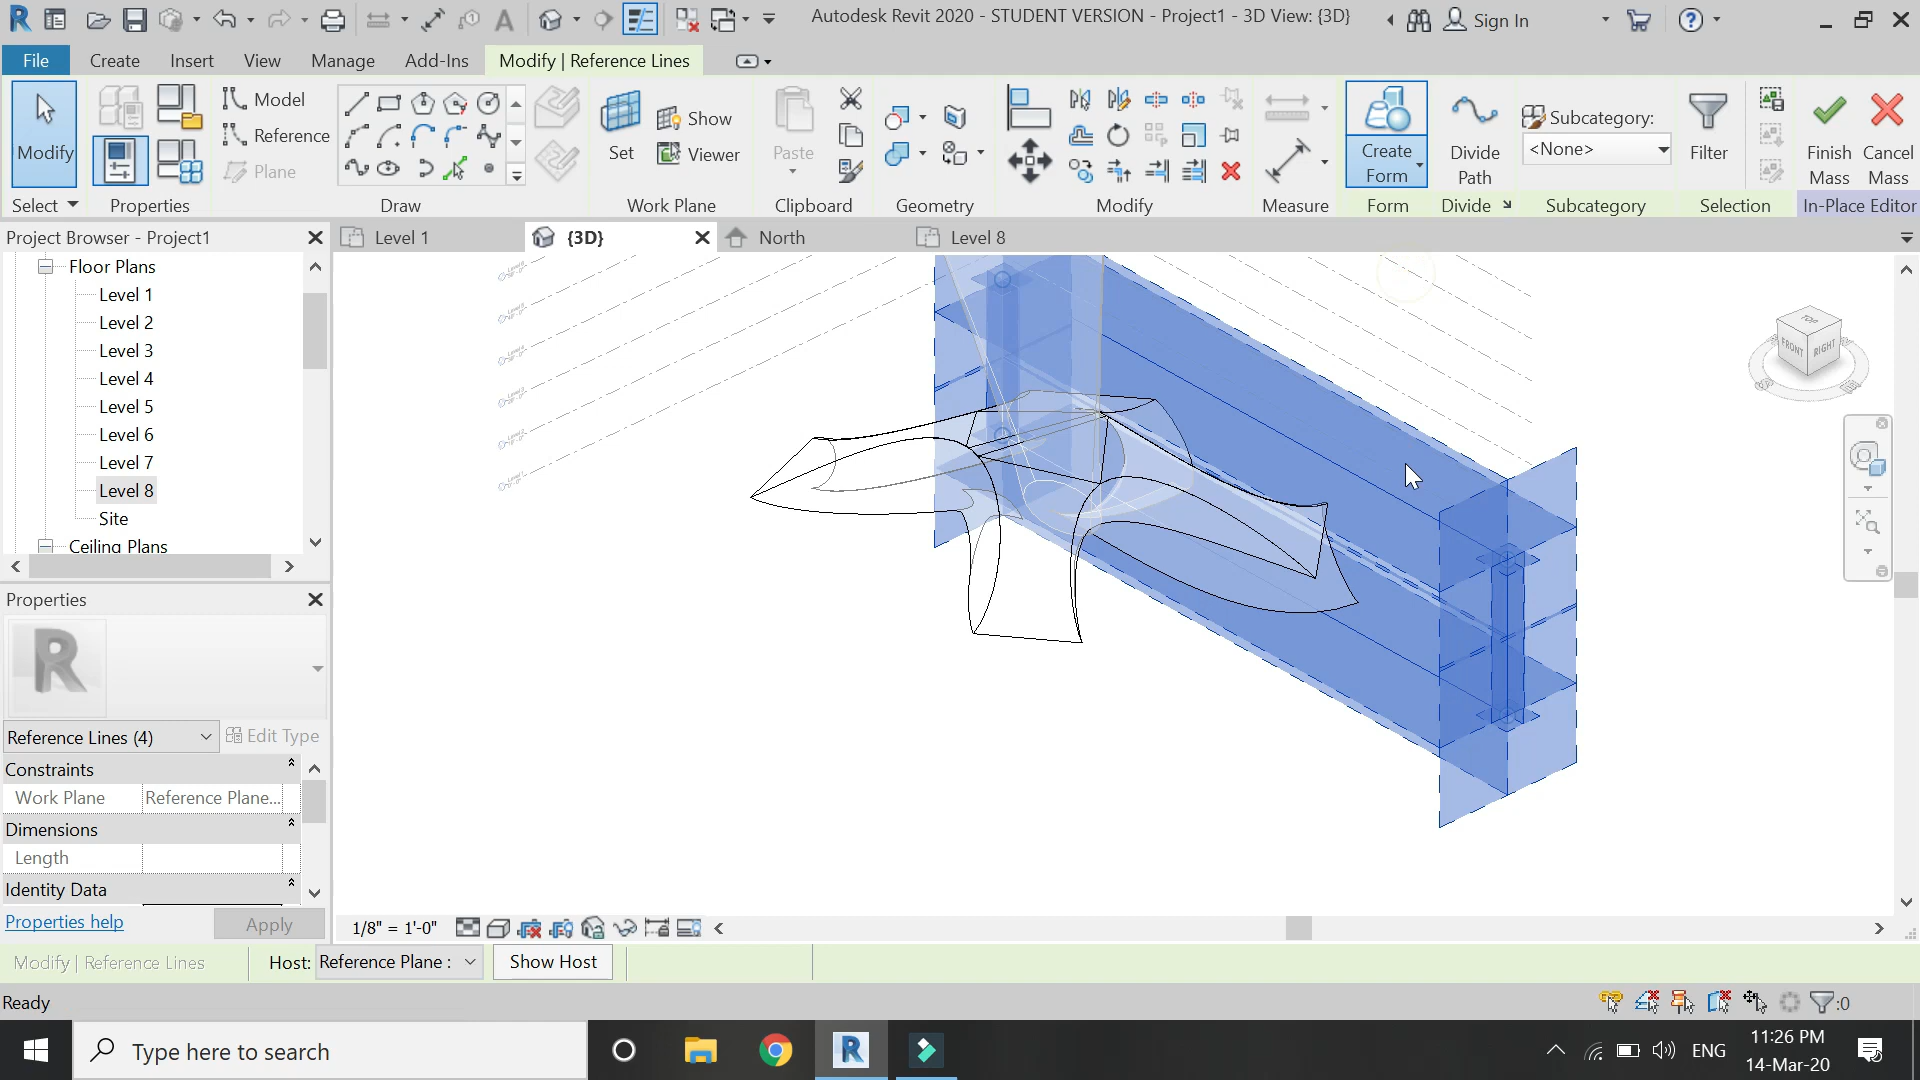 Autodesk Revit 2020 - STUDENT VERSION - Project1 - 3D View: {3D}
Sign In
File Create Insert View Manage Add-Ins Modify | Reference Lines
Modify
Model
Reference
Plane
Set
Show
Viewer
Paste
Create Form
Divide Path
Subcategory:
<None>
Filter
Finish Mass
Cancel Mass
Select Properties Draw Work Plane Clipboard Geometry Modify Measure Form Divide Subcategory Selection In-Place Editor
Project Browser - Project1
Level 1
{3D}
North
Level 8
Floor Plans
Level 1
Level 2
Level 3
Level 4
Level 5
Level 6
Level 7
Level 8
Site
Ceiling Plans
TOP
FRONT
RIGHT
Properties
Reference Lines (4)
Edit Type
Constraints
Work Plane Reference Plane...
Dimensions
Length
Identity Data
Properties help
Apply
1/8" = 1'-0"
Modify | Reference Lines
Host: Reference Plane :
Show Host
Ready
:0
Type here to search
ENG
11:26 PM
14-Mar-20